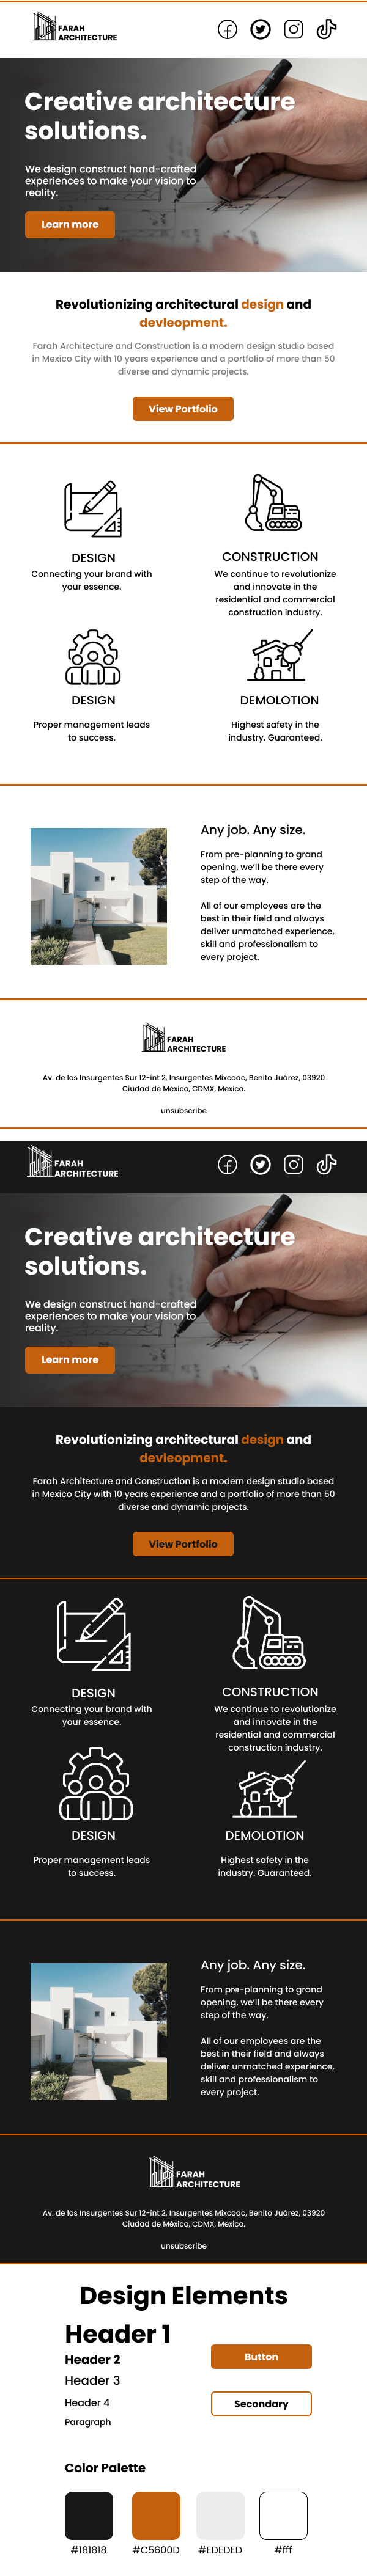 FARAH
ARCHITECTURE
Creative architecture
solutions.
We design construct hand-crafted
experiences to make your vision to
reality.
Learn more
Revolutionizing architectural design and
devleopment.
Farah Architecture and Construction is a modern design studio based
in Mexico City with 10 years experience and a portfolio of more than 50
diverse and dynamic projects.
View Portfolio
DESIGN
Connecting your brand with
your essence.
CONSTRUCTION
We continue to revolutionize
and innovate in the
residential and commercial
construction industry.
DESIGN
Proper management leads
to success.
DEMOLOTION
Highest safety in the
industry. Guaranteed.
Any job. Any size.
From pre-planning to grand
opening, we'll be there every
step of the way.
All of our employees are the
best in their field and always
deliver unmatched experience,
skill and professionalism to
every project.
FARAH
ARCHITECTURE
Av. de los Insurgentes Sur 12-int 2, Insurgentes Mixcoac, Benito Juárez, 03920
Ciudad de México, CDMX, Mexico.
unsubscribe
FARAH
ARCHITECTURE
Creative architecture
solutions.
We design construct hand-crafted
experiences to make your vision to
reality.
Learn more
Revolutionizing architectural design and
devleopment.
Farah Architecture and Construction is a modern design studio based
in Mexico City with 10 years experience and a portfolio of more than 50
diverse and dynamic projects.
View Portfolio
DESIGN
Connecting your brand with
your essence.
CONSTRUCTION
We continue to revolutionize
and innovate in the
residential and commercial
construction industry.
DESIGN
Proper management leads
to success.
DEMOLOTION
Highest safety in the
industry. Guaranteed.
Any job. Any size.
From pre-planning to grand
opening, we'll be there every
step of the way.
All of our employees are the
best in their field and always
deliver unmatched experience,
skill and professionalism to
every project.
FARAH
ARCHITECTURE
Av. de los Insurgentes Sur 12-int 2, Insurgentes Mixcoac, Benito Juárez, 03920
Ciudad de México, CDMX, Mexico.
unsubscribe
Design Elements
Header 1
Header 2
Header 3
Header 4
Paragraph
Button
Secondary
Color Palette
#181818
#C5600D
#EDEDED
#fff